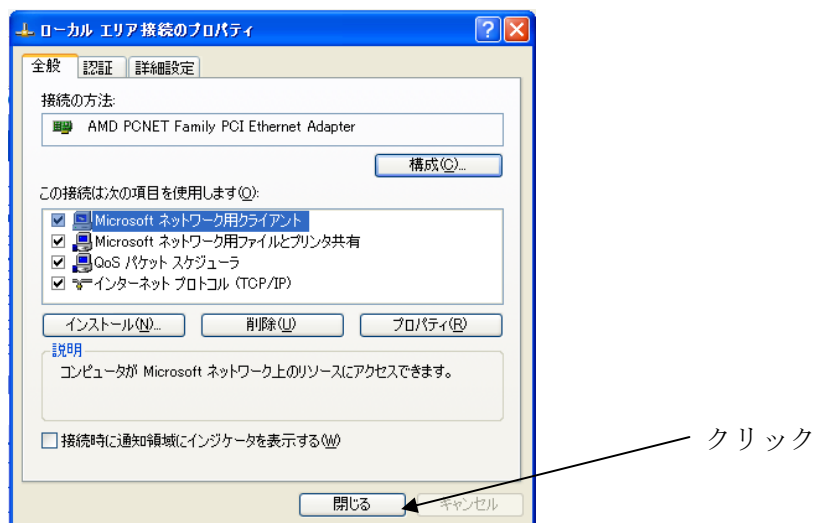 ローカル エリア接続のプロパティ
全般 認証 詳細設定
接続の方法:
AMD PCNET Family PCI Ethernet Adapter
構成(C)...
この接続は次の項目を使用します(O):
Microsoft ネットワーク用クライアント
Microsoft ネットワーク用ファイルとプリンタ共有
QoS パケット スケジューラ
インターネット プロトコル (TCP/IP)
インストール(N)... 削除(U) プロパティ(R)
説明
コンピュータが Microsoft ネットワーク上のリソースにアクセスできます。
接続時に通知領域にインジケータを表示する(W)
クリック
閉じる キャンセル